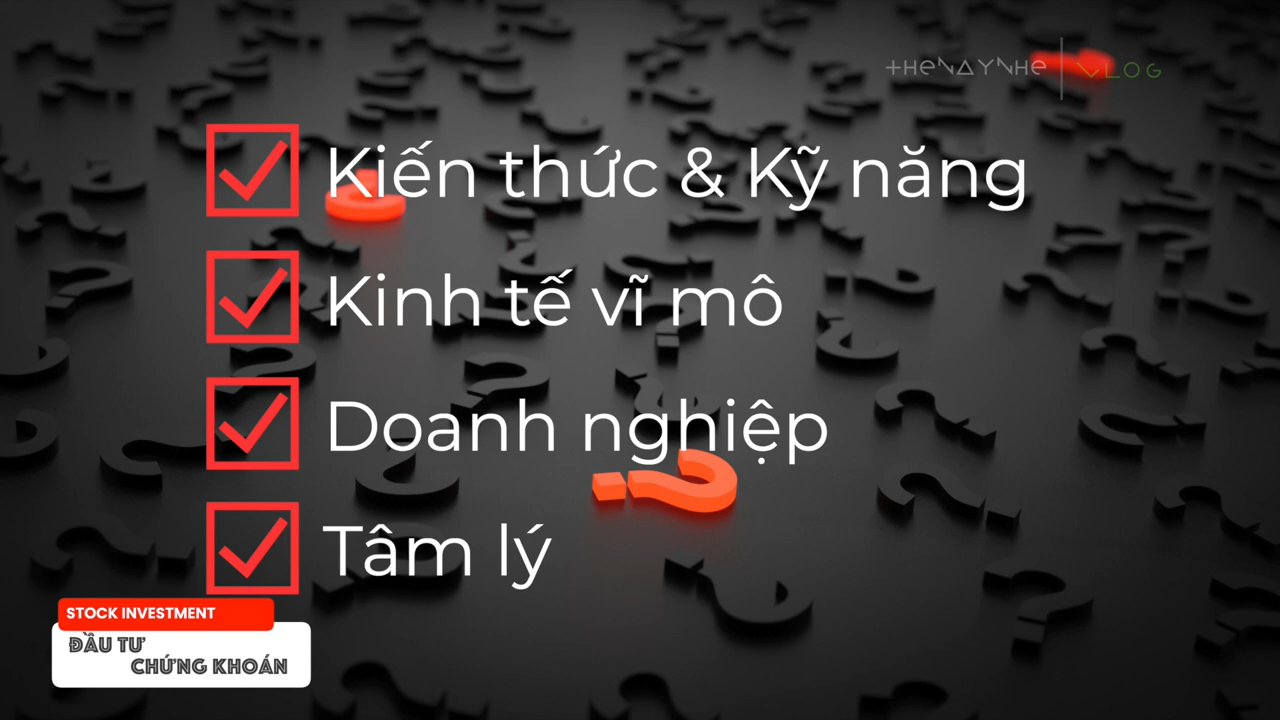 THENAYNHE | VLOG
Kiến thức & Kỹ năng
Kinh tế vĩ mô
Doanh nghiệp
Tâm lý
STOCK INVESTMENT
ĐẦU TƯ
CHỨNG KHOÁN